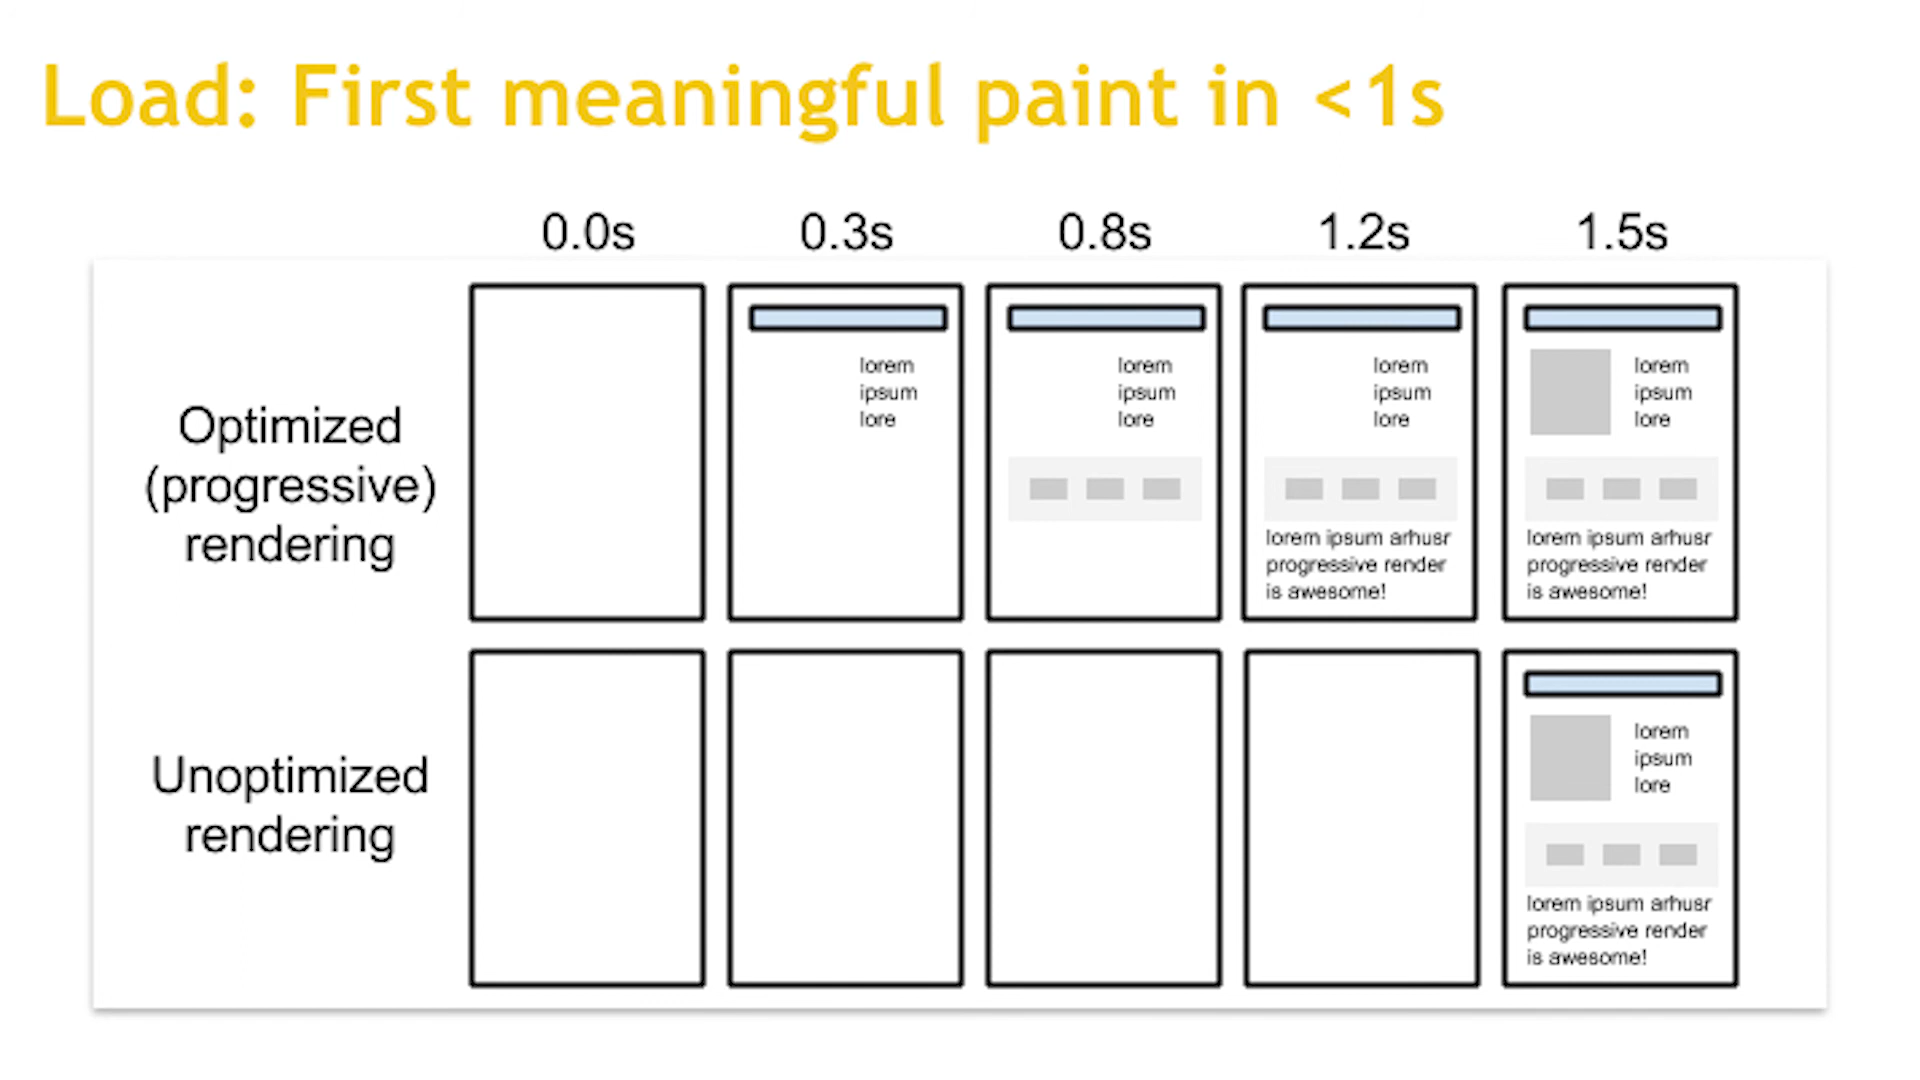 Load: First meaningful paint in <1s
0.0s 0.3s 0.8s 1.2s 1.5s
Optimized
(progressive)
rendering
lorem
ipsum
lore
lorem
ipsum
lore
lorem
ipsum
lore
lorem ipsum arhusr
progressive render
is awesome!
lorem
ipsum
lore
lorem ipsum arhusr
progressive render
is awesome!
Unoptimized
rendering
lorem
ipsum
lore
lorem ipsum arhusr
progressive render
is awesome!